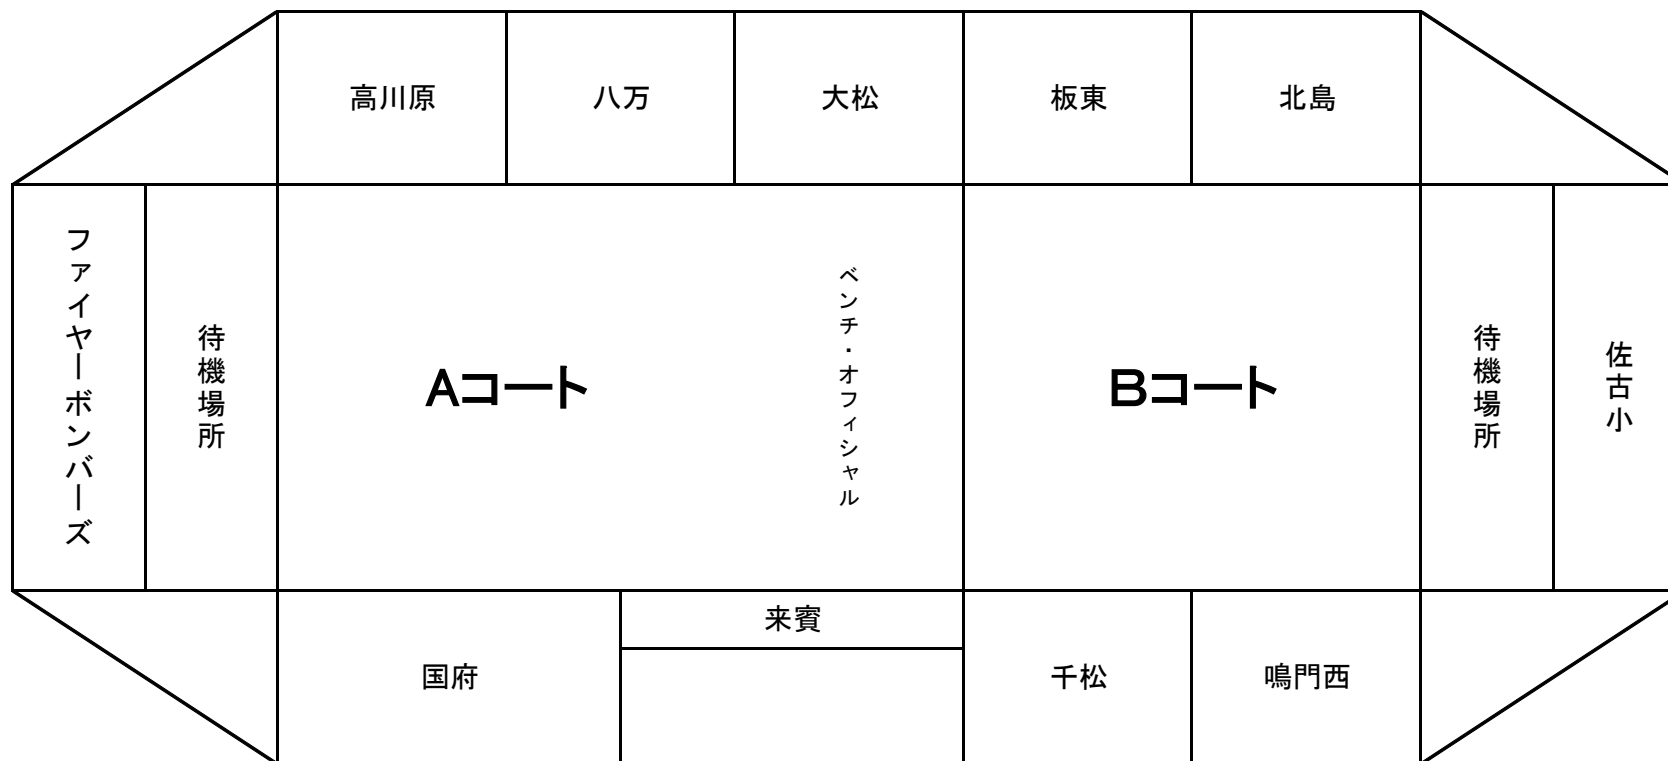 高川原
八万
大松
板東
北島
ファイヤーボンバーズ
待機場所
Aコート
ベンチ・オフィシャル
Bコート
待機場所
佐古小
来賓
国府
千松
鳴門西